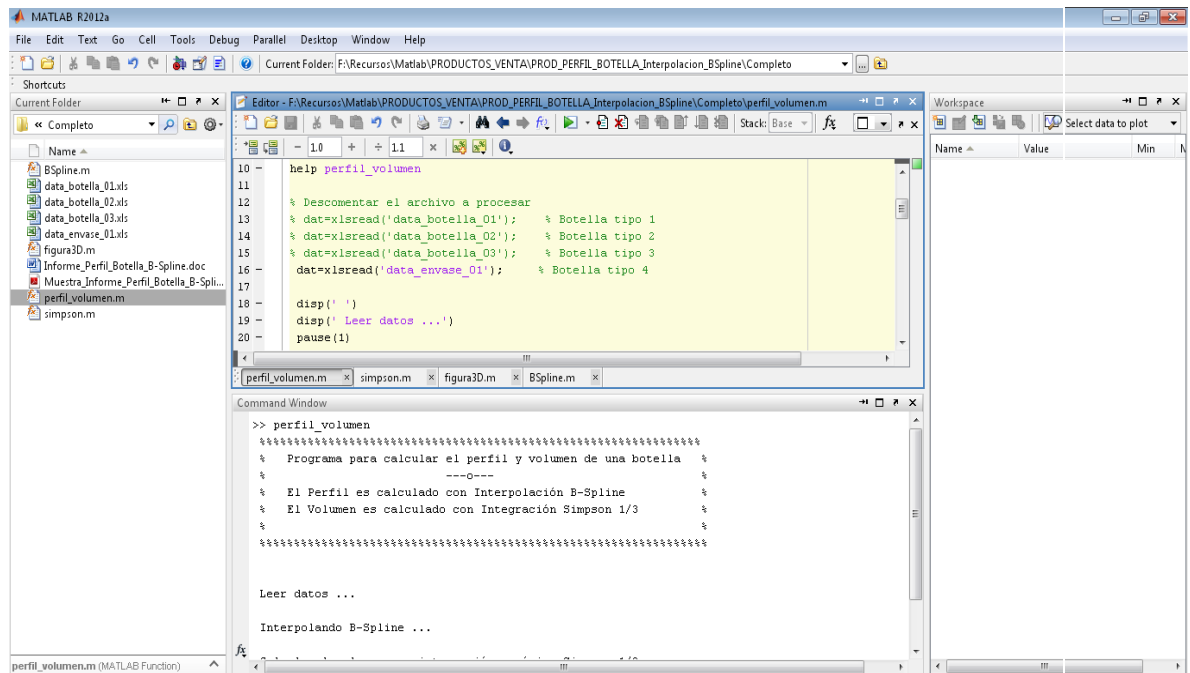 MATLAB R2012a
File Edit Text Go Cell Tools Debug Parallel Desktop Window Help
Current Folder: F:\Recursos\Matlab\PRODUCTOS_VENTA\PROD_PERFIL_BOTELLA_Interpolacion_BSpline\Completo
Shortcuts
Current Folder
« Completo
Name
BSpline.m
data_botella_01.xls
data_botella_02.xls
data_botella_03.xls
data_envase_01.xls
figura3D.m
Informe_Perfil_Botella_B-Spline.doc
Muestra_Informe_Perfil_Botella_B-Spli...
perfil_volumen.m
simpson.m
perfil_volumen.m (MATLAB Function)
Editor - F:\Recursos\Matlab\PRODUCTOS_VENTA\PROD_PERFIL_BOTELLA_Interpolacion_BSpline\Completo\perfil_volumen.m
Stack: Base fx
- 1.0 + ÷ 1.1 ×
10 - help perfil_volumen
11
12 % Descomentar el archivo a procesar
13 % dat=xlsread('data_botella_01'); % Botella tipo 1
14 % dat=xlsread('data_botella_02'); % Botella tipo 2
15 % dat=xlsread('data_botella_03'); % Botella tipo 3
16 - dat=xlsread('data_envase_01'); % Botella tipo 4
17
18 - disp(' ')
19 - disp(' Leer datos ...')
20 - pause(1)
perfil_volumen.m × simpson.m × figura3D.m × BSpline.m ×
Command Window
>> perfil_volumen
%%%%%%%%%%%%%%%%%%%%%%%%%%%%%%%%%%%%%%%%%%%%%%%%%%%%%%%%%%%%%%%%
% Programa para calcular el perfil y volumen de una botella %
% ---o--- %
% El Perfil es calculado con Interpolación B-Spline %
% El Volumen es calculado con Integración Simpson 1/3 %
% %
%%%%%%%%%%%%%%%%%%%%%%%%%%%%%%%%%%%%%%%%%%%%%%%%%%%%%%%%%%%%%%%%%
Leer datos ...
Interpolando B-Spline ...
fx
Workspace
Select data to plot
Name Value Min